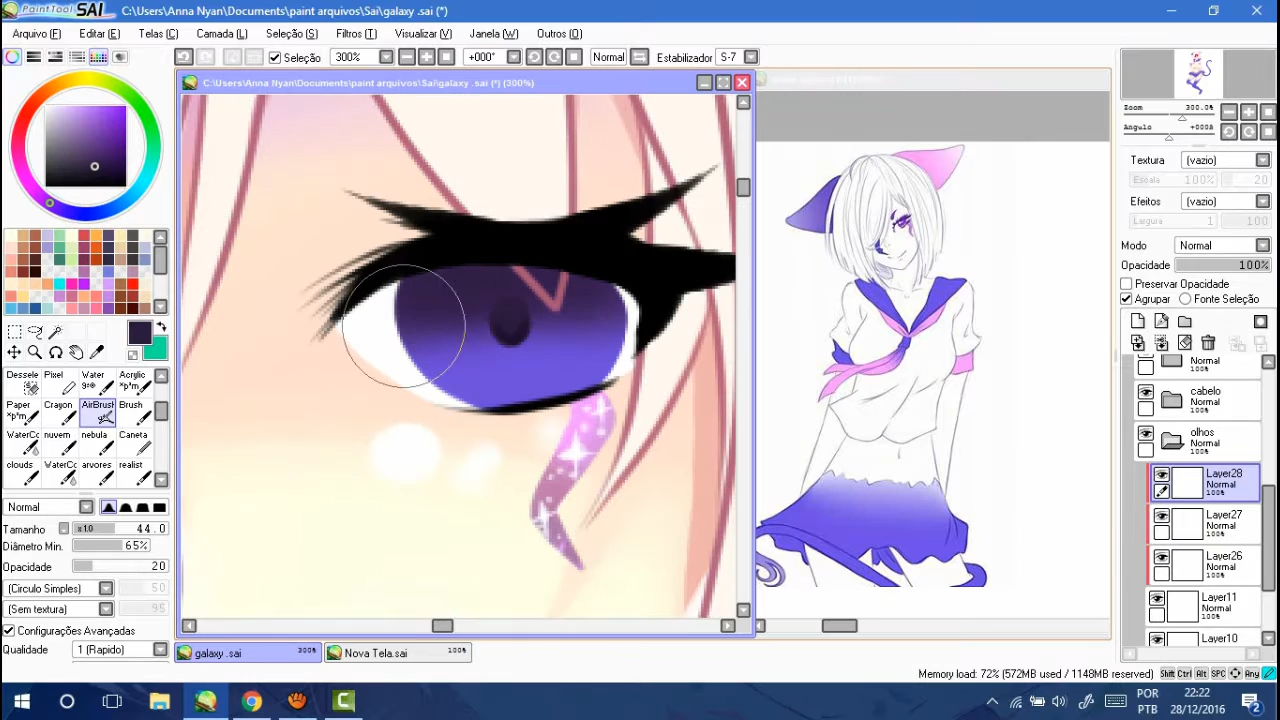 PaintTool SAI C:\Users\Anna Nyan\Documents\paint arquivos\Sai\galaxy .sai (*)
Arquivo (F) Editar (E) Telas (C) Camada (L) Seleção (S) Filtros (T) Visualizar (V) Janela (W) Outros (O)
Seleção 300% +000° Normal Estabilizador S-7
C:\Users\Anna Nyan\Documents\paint arquivos\Sai\galaxy .sai (*) (300%)
Zoom 300.0%
Angulo +000A
Textura (vazio)
Escala 100% 20
Efeitos (vazio)
Largura 1 100
Modo Normal
Opacidade 100%
Preservar Opacidade
Agrupar Fonte Seleção
Normal
100%
cabelo
Normal
100%
olhos
Normal
100%
Layer28
Normal
100%
Layer27
Normal
100%
Layer26
Normal
100%
Layer11
Normal
100%
Layer10
Dessele Pixel Water Acrylic
Paper Crayon AirBrush Brush
WaterCo nuvem nebula Caneta
clouds WaterCo arvores realist
Normal
Tamanho x1.0 44.0
Diâmetro Min. 65%
Opacidade 20
(Circulo Simples) 50
(Sem textura) 95
Configurações Avançadas
Qualidade 1 (Rapido)
galaxy .sai 300% Nova Tela.sai 100%
Memory load: 72% (572MB used / 1148MB reserved) Shift Ctrl Alt SPC Any
POR
PTB
22:22
28/12/2016
2